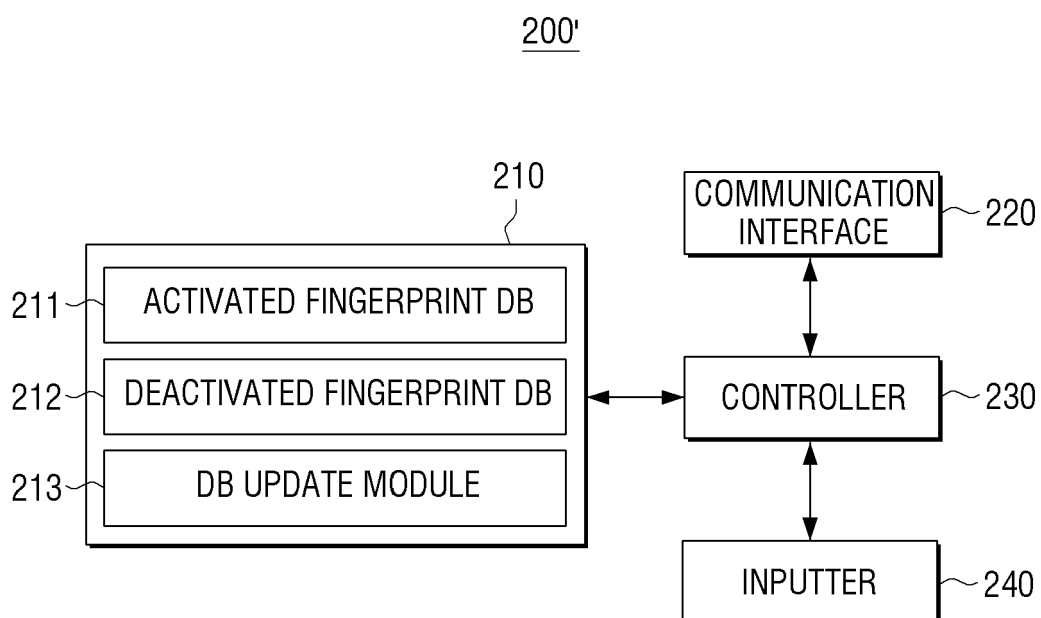 200'
210
COMMUNICATION
INTERFACE
220
211
ACTIVATED FINGERPRINT DB
212
DEACTIVATED FINGERPRINT DB
CONTROLLER
230
213
DB UPDATE MODULE
INPUTTER
240